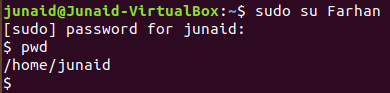 junaid@Junaid-VirtualBox:~$ sudo su Farhan
[sudo] password for junaid:
$ pwd
/home/junaid
$